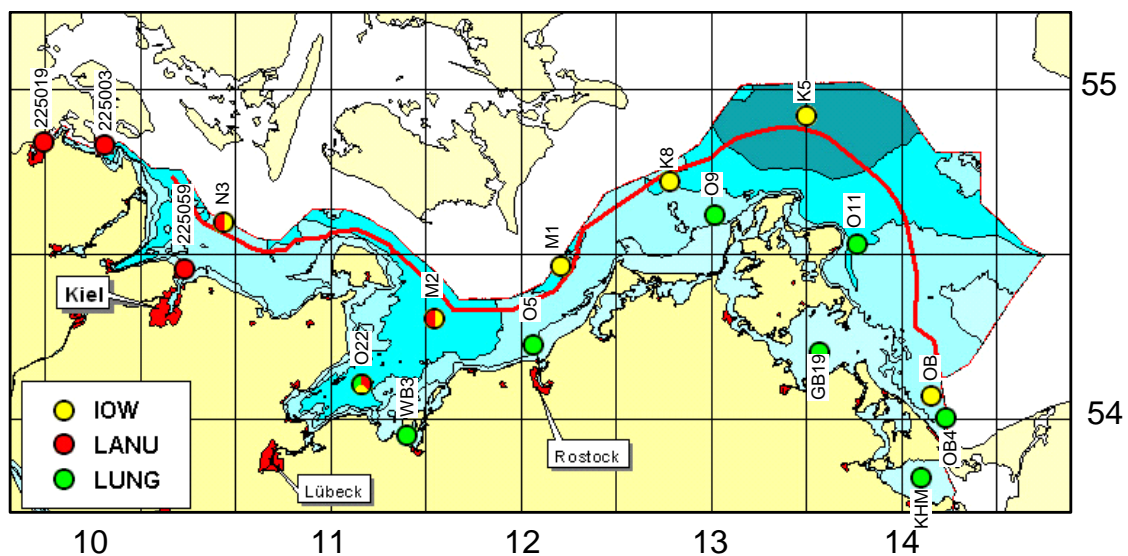 225019
225003
225059
N3
M2
O22
WB3
O5
M1
K8
O9
K5
O11
GB19
OB
OB4
KHM
Kiel
Lübeck
Rostock
IOW
LANU
LUNG
55
54
10
11
12
13
14